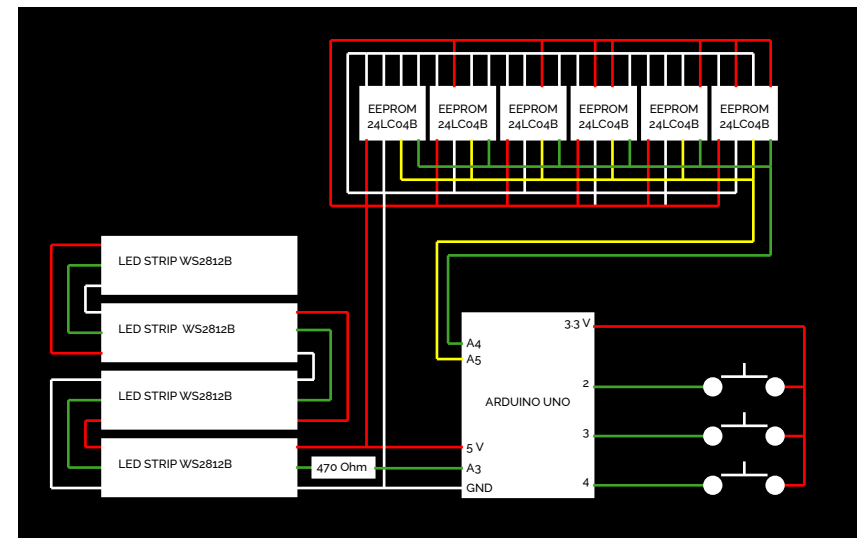 EEPROM
24LC04B
EEPROM
24LC04B
EEPROM
24LC04B
EEPROM
24LC04B
EEPROM
24LC04B
EEPROM
24LC04B
LED STRIP WS2812B
LED STRIP WS2812B
LED STRIP WS2812B
LED STRIP WS2812B
470 Ohm
3.3 V
A4
A5
2
ARDUINO UNO
3
5 V
A3
4
GND